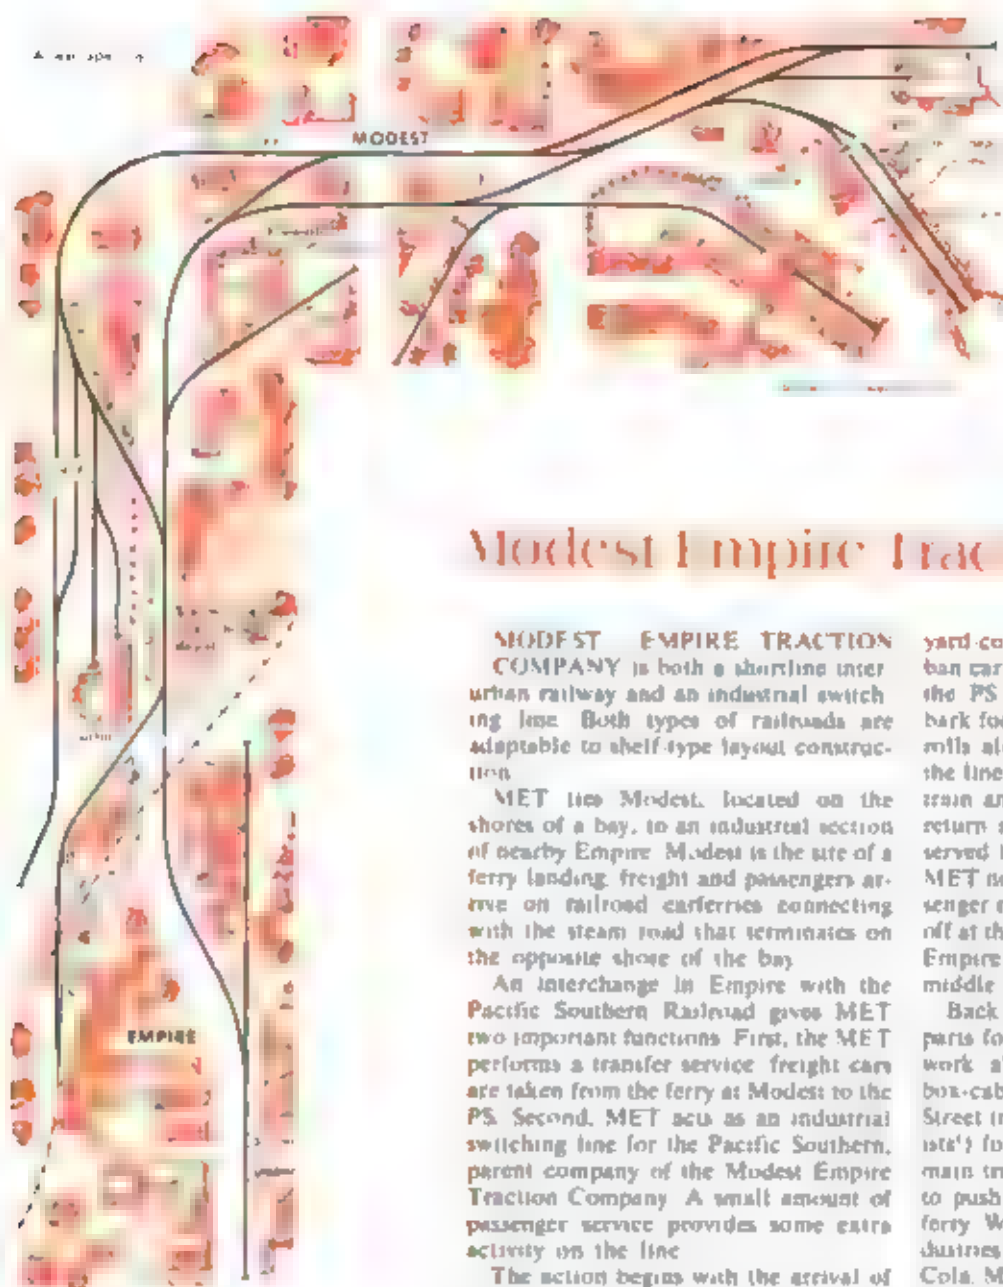 MODEST
EMPIRE
Modest Empire Trac
MODEST EMPIRE TRACTION
COMPANY is both a shortline inter-
urban railway and an industrial switch-
ing line. Both types of railroads are
adaptable to shelf-type layout construc-
tion.
MET ties Modest, located on the
shores of a bay, to an industrial section
of nearby Empire. Modest is the site of a
ferry landing; freight and passengers ar-
rive on railroad carferries connecting
with the steam road that terminates on
the opposite shore of the bay.
An interchange in Empire with the
Pacific Southern Railroad gives MET
two important functions. First, the MET
performs a transfer service: freight cars
are taken from the ferry at Modest to the
PS. Second, MET acts as an industrial
switching line for the Pacific Southern,
parent company of the Modest Empire
Traction Company. A small amount of
passenger service provides some extra
activity on the line.
The action begins with the arrival of
yard co
ban car
the PS
back fo
rolls al
the line
train an
return
served
MET
senger
off at th
Empire
middle
Back
parts fo
work a
box-cab
Street
main
to push
ferry W
dustries
Cola, M